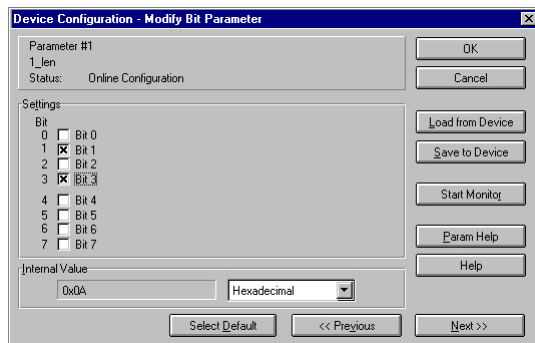 Device Configuration - Modify Bit Parameter
Parameter #1
1_len
Status: Online Configuration
OK
Cancel
Settings
Bit
0 Bit 0
1 Bit 1
2 Bit 2
3 Bit 3
4 Bit 4
5 Bit 5
6 Bit 6
7 Bit 7
Load from Device
Save to Device
Start Monitor
Param Help
Help
Internal Value
0x0A
Hexadecimal
Select Default
<< Previous
Next >>